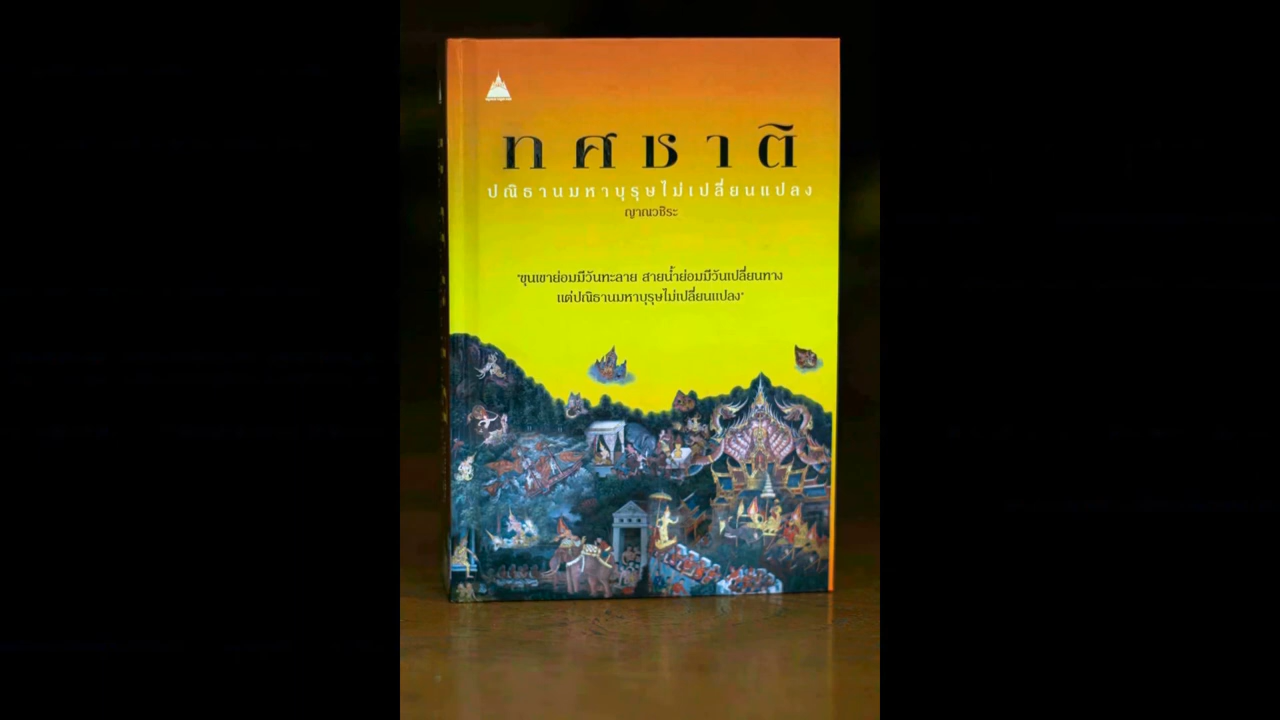 ทศชาติ
ปณิธานมหาบุรุษไม่เปลี่ยนแปลง
ญาณวชิระ
"ขุนเขาย่อมมีวันทะลาย สายน้ำย่อมมีวันเปลี่ยนทาง
แต่ปณิธานมหาบุรุษไม่เปลี่ยนแปลง"